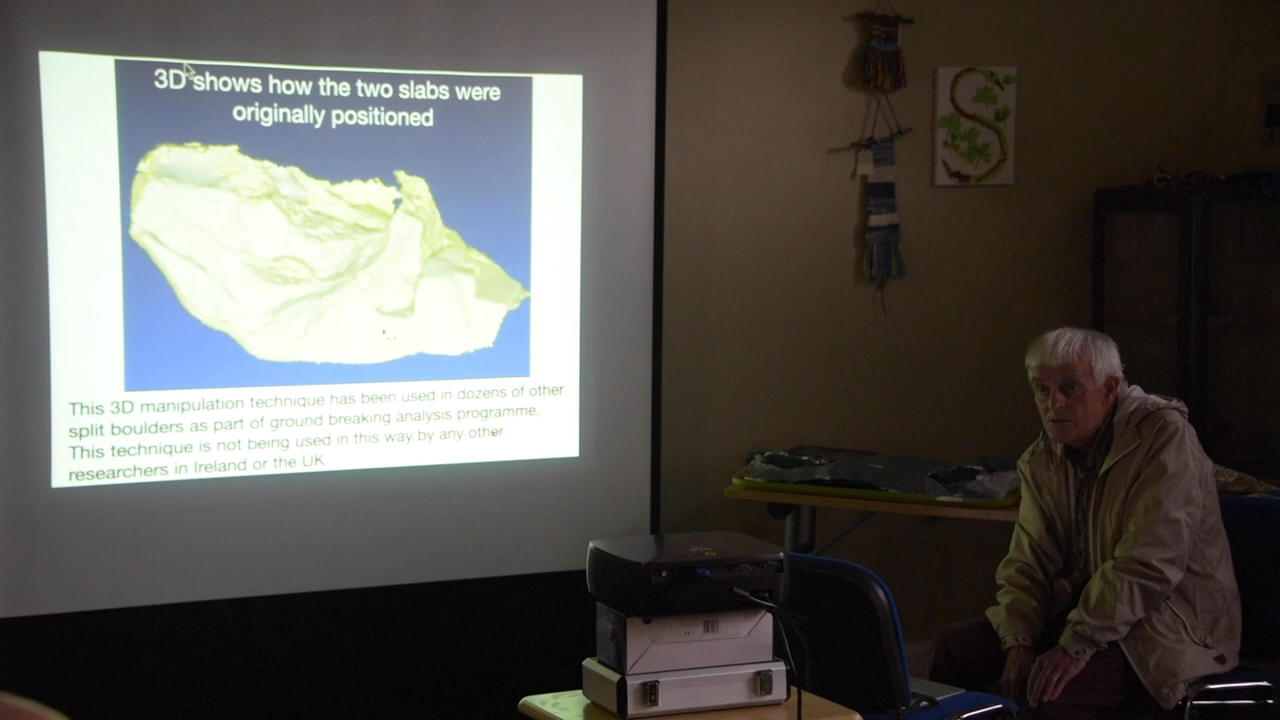 3D shows how the two slabs were
originally positioned
This 3D manipulation technique has been used in dozens of other
split boulders as part of ground breaking analysis programme.
This technique is not being used in this way by any other
researchers in Ireland or the UK